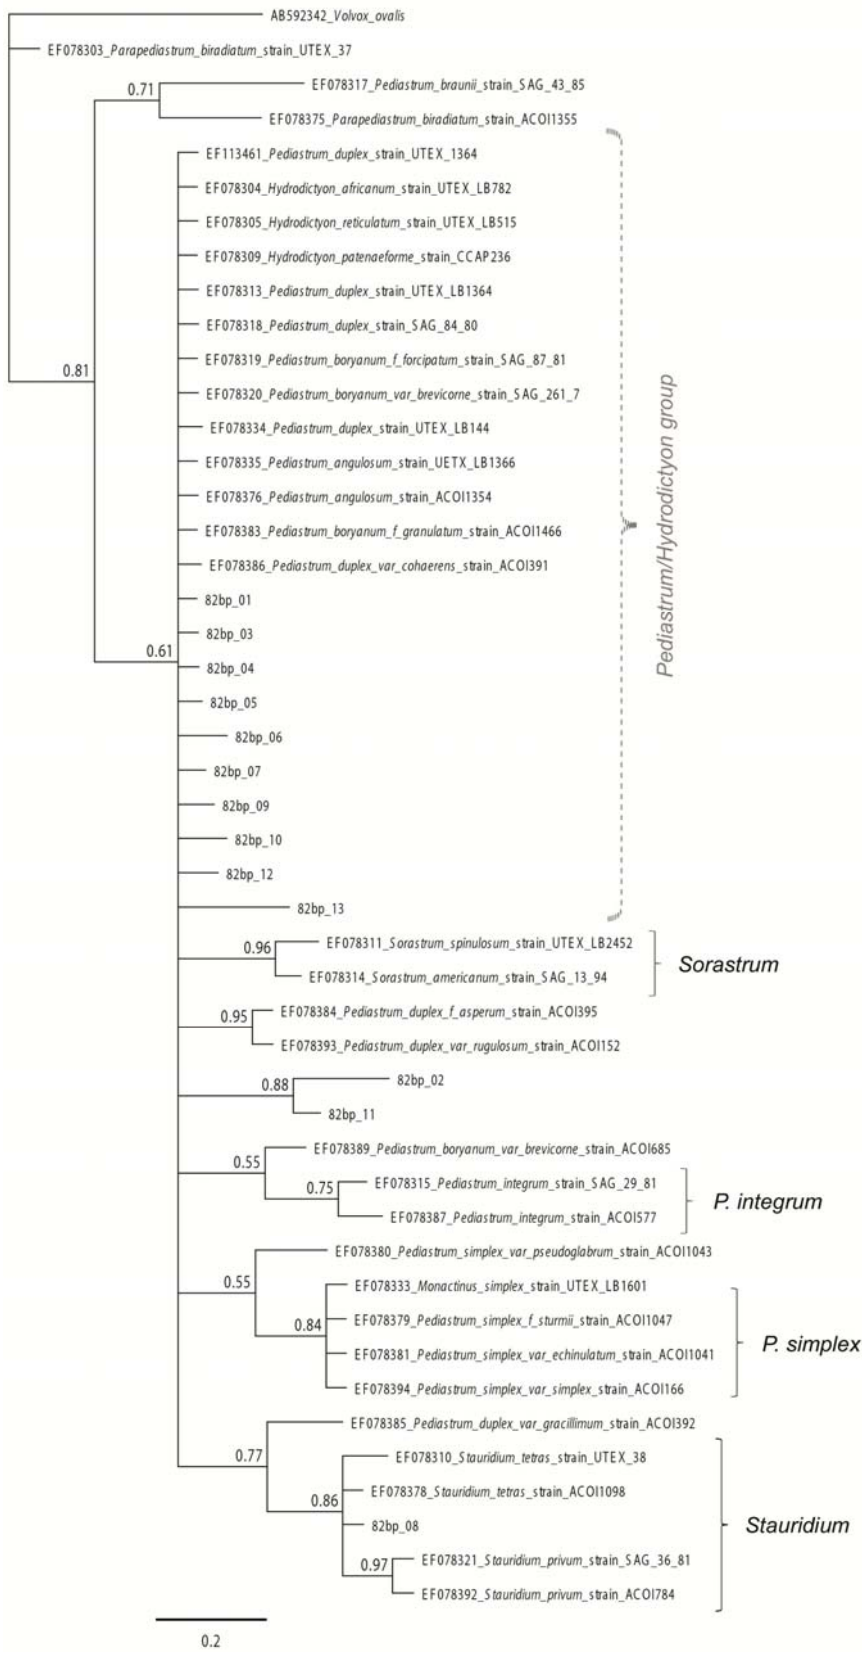 AB592342_Volvox_ovalis
EF078303_Parapediastrum_biradiatum_strain_UTEX_37
EF078317_Pediastrum_braunii_strain_SAG_43_85
0.71
EF078375_Parapediastrum_biradiatum_strain_ACOI1355
EF113461_Pediastrum_duplex_strain_UTEX_1364
EF078304_Hydrodictyon_africanum_strain_UTEX_LB782
EF078305_Hydrodictyon_reticulatum_strain_UTEX_LB515
EF078309_Hydrodictyon_patenaeforme_strain_CCAP236
EF078313_Pediastrum_duplex_strain_UTEX_LB1364
EF078318_Pediastrum_duplex_strain_SAG_84_80
EF078319_Pediastrum_boryanum_f_forcipatum_strain_SAG_87_81
0.81
EF078320_Pediastrum_boryanum_var_brevicorne_strain_SAG_261_7
EF078334_Pediastrum_duplex_strain_UTEX_LB144
EF078335_Pediastrum_angulosum_strain_UETX_LB1366
EF078376_Pediastrum_angulosum_strain_ACOI1354
Pediastrum/Hydrodictyon group
EF078383_Pediastrum_boryanum_f_granulatum_strain_ACOI1466
EF078386_Pediastrum_duplex_var_cohaerens_strain_ACOI391
82bp_01
82bp_03
0.61
82bp_04
82bp_05
82bp_06
82bp_07
82bp_09
82bp_10
82bp_12
82bp_13
EF078311_Sorastrum_spinulosum_strain_UTEX_LB2452
0.96
Sorastrum
EF078314_Sorastrum_americanum_strain_SAG_13_94
EF078384_Pediastrum_duplex_f_asperum_strain_ACOI395
0.95
EF078393_Pediastrum_duplex_var_rugulosum_strain_ACOI152
82bp_02
0.88
82bp_11
EF078389_Pediastrum_boryanum_var_brevicorne_strain_ACOI685
0.55
EF078315_Pediastrum_integrum_strain_SAG_29_81
0.75
P. integrum
EF078387_Pediastrum_integrum_strain_ACOI577
EF078380_Pediastrum_simplex_var_pseudoglabrum_strain_ACOI1043
0.55
EF078333_Monactinus_simplex_strain_UTEX_LB1601
EF078379_Pediastrum_simplex_f_sturmii_strain_ACOI1047
0.84
P. simplex
EF078381_Pediastrum_simplex_var_echinulatum_strain_ACOI1041
EF078394_Pediastrum_simplex_var_simplex_strain_ACOI166
EF078385_Pediastrum_duplex_var_gracillimum_strain_ACOI392
0.77
EF078310_Stauridium_tetras_strain_UTEX_38
EF078378_Stauridium_tetras_strain_ACOI1098
0.86
82bp_08
Stauridium
EF078321_Stauridium_privum_strain_SAG_36_81
0.97
EF078392_Stauridium_privum_strain_ACOI784
0.2